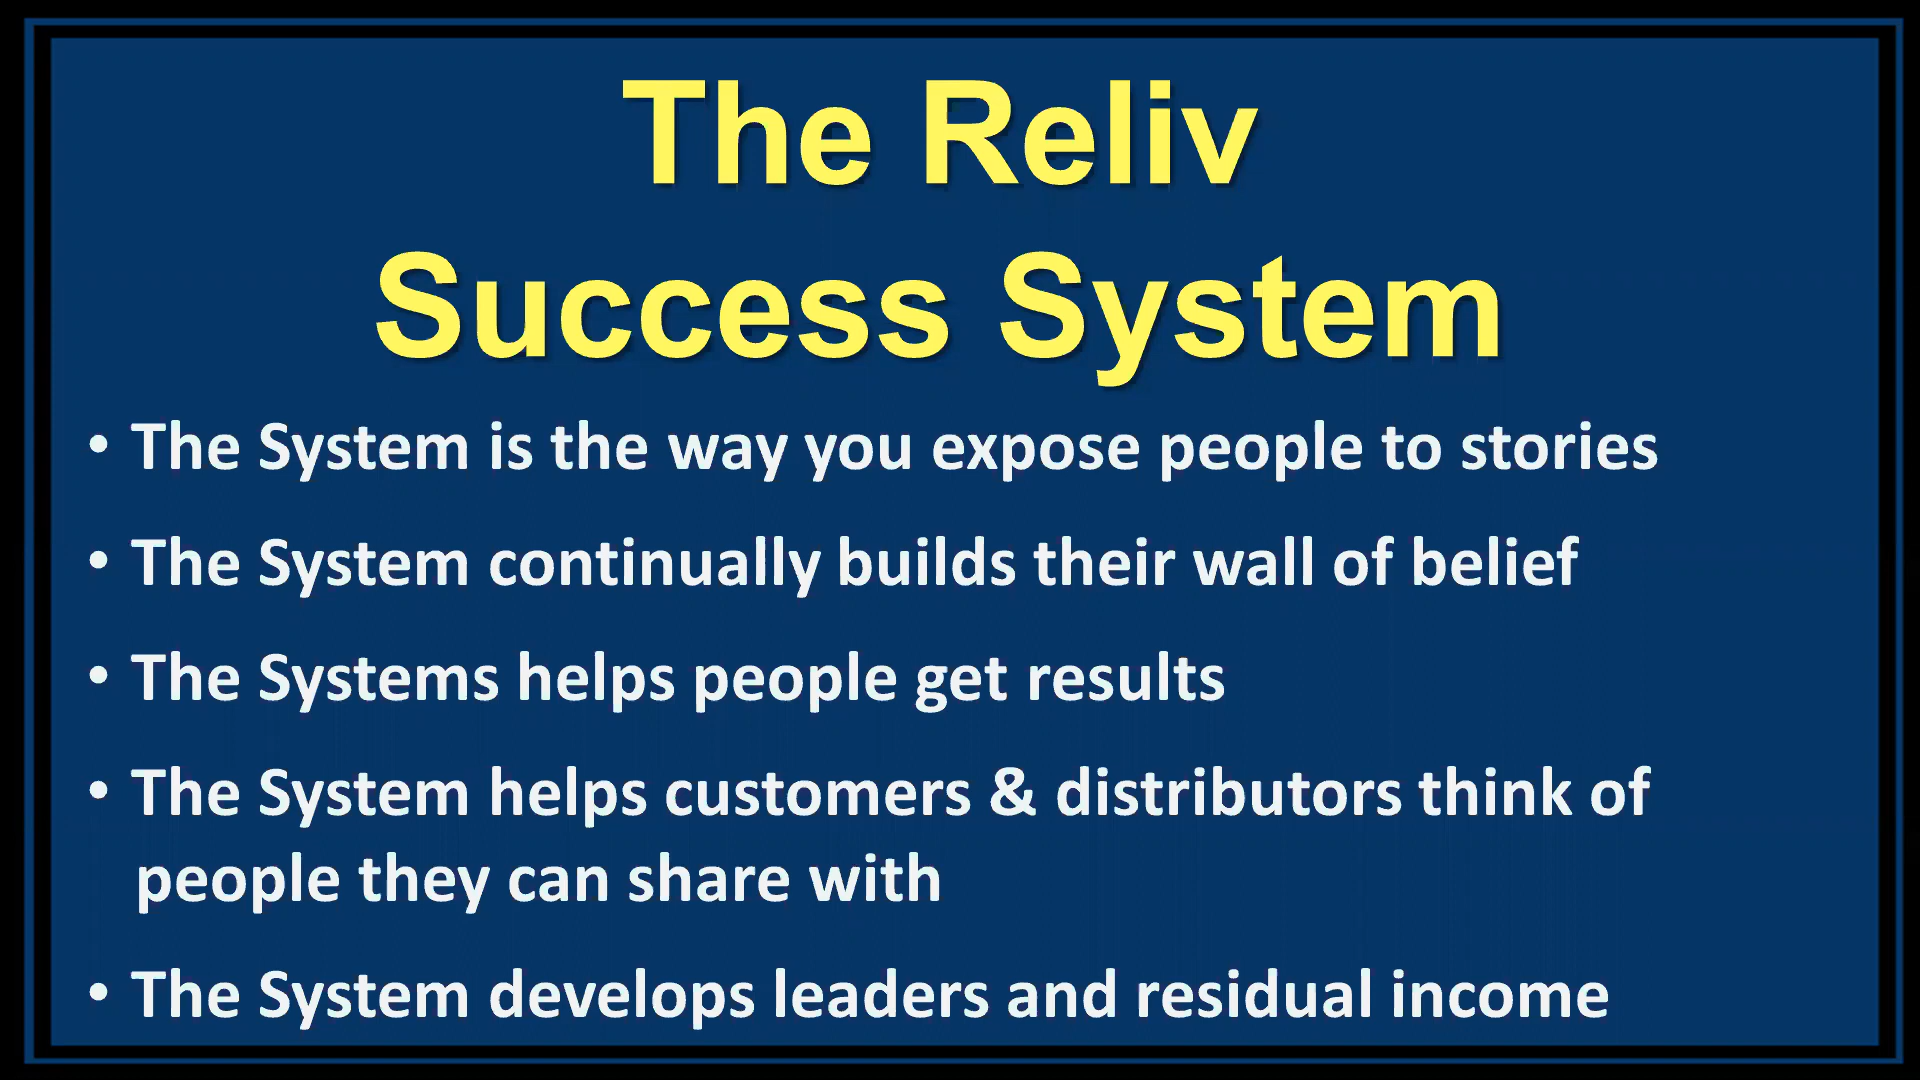 The Reliv
Success System
• The System is the way you expose people to stories
• The System continually builds their wall of belief
• The Systems helps people get results
• The System helps customers & distributors think of
people they can share with
• The System develops leaders and residual income